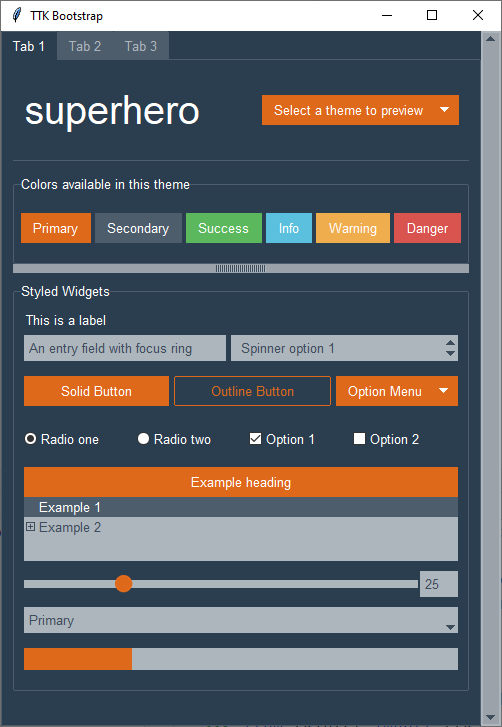 TTK Bootstrap
Tab 1 Tab 2 Tab 3
superhero Select a theme to preview
Colors available in this theme
Primary Secondary Success Info Warning Danger
Styled Widgets
This is a label
An entry field with focus ring Spinner option 1
Solid Button Outline Button Option Menu
Radio one Radio two Option 1 Option 2
Example heading
Example 1
Example 2
25
Primary